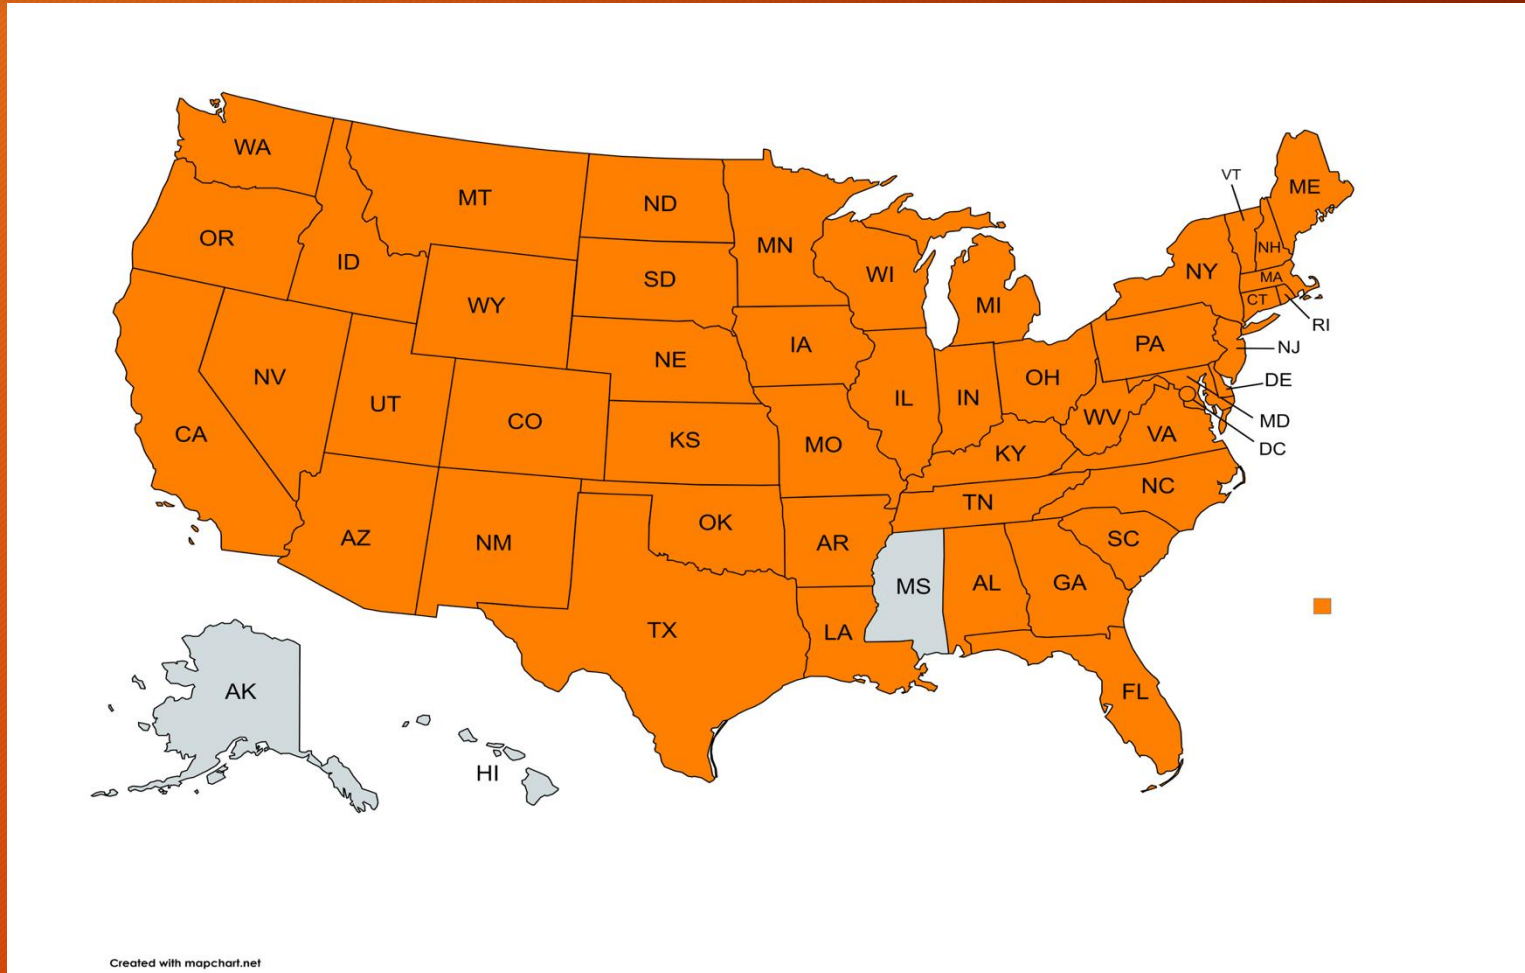 WA
MT
ND
MN
OR
ID
SD
WI
WY
MI
VT
ME
NH
NY
MA
CT
RI
NV
UT
CO
NE
IA
IL
IN
OH
PA
NJ
DE
CA
KS
MO
KY
WV
VA
MD
DC
AZ
NM
OK
AR
TN
NC
SC
TX
LA
MS
AL
GA
FL
AK
HI
Created with mapchart.net